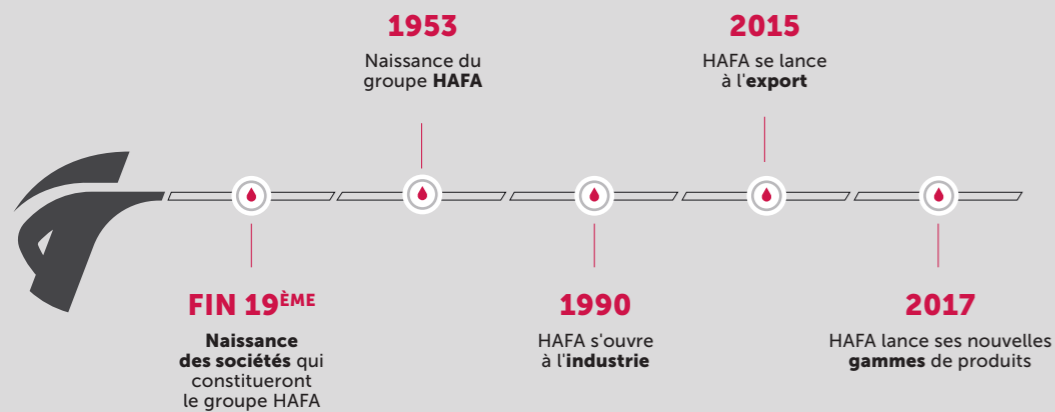 FIN 19ÈME
Naissance
des sociétés qui
constitueront
le groupe HAFA
1953
Naissance du
groupe HAFA
1990
HAFA s'ouvre
à l'industrie
2015
HAFA se lance
à l'export
2017
HAFA lance ses nouvelles
gammes de produits